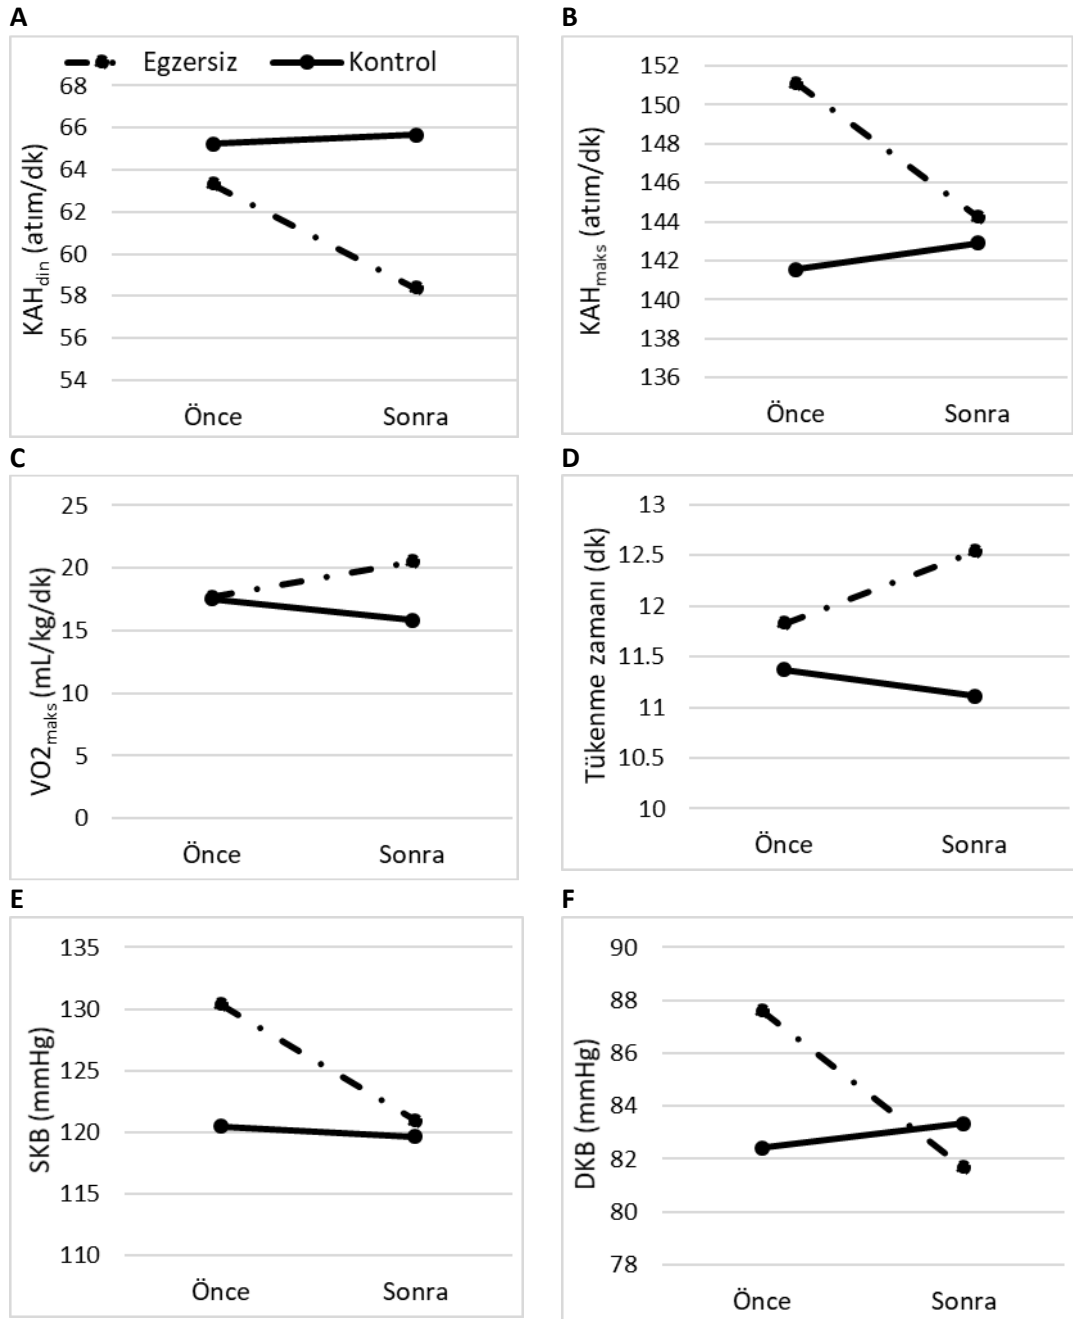 A
Egzersiz Kontrol
KAHdin (atım/dk)
68
66
64
62
60
58
56
54
Önce Sonra
B
KAHmaks (atım/dk)
152
150
148
146
144
142
140
138
136
Önce Sonra
C
VO2maks (mL/kg/dk)
25
20
15
10
5
0
Önce Sonra
D
Tükenme zamanı (dk)
13
12.5
12
11.5
11
10.5
10
Önce Sonra
E
SKB (mmHg)
135
130
125
120
115
110
Önce Sonra
F
DKB (mmHg)
90
88
86
84
82
80
78
Önce Sonra